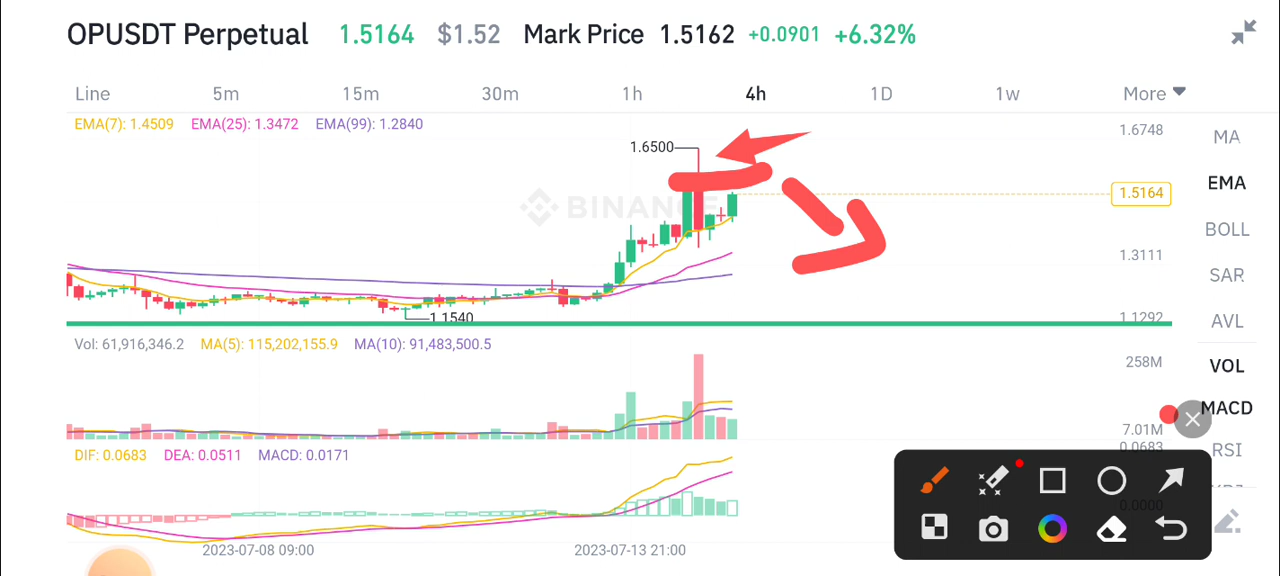 OPUSDT Perpetual 1.5164 $1.52 Mark Price 1.5162 +0.0901 +6.32%
Line 5m 15m 30m 1h 4h 1D 1w More
EMA(7): 1.4509 EMA(25): 1.3472 EMA(99): 1.2840
1.6748
MA
1.6500
EMA
1.5164
BINANCE
BOLL
1.3111
SAR
1.1540
1.1292
AVL
Vol: 61,916,346.2 MA(5): 115,202,155.9 MA(10): 91,483,500.5
258M
VOL
MACD
7.01M
0.0683
RSI
DIF: 0.0683 DEA: 0.0511 MACD: 0.0171
0.0000
2023-07-08 09:00 2023-07-13 21:00